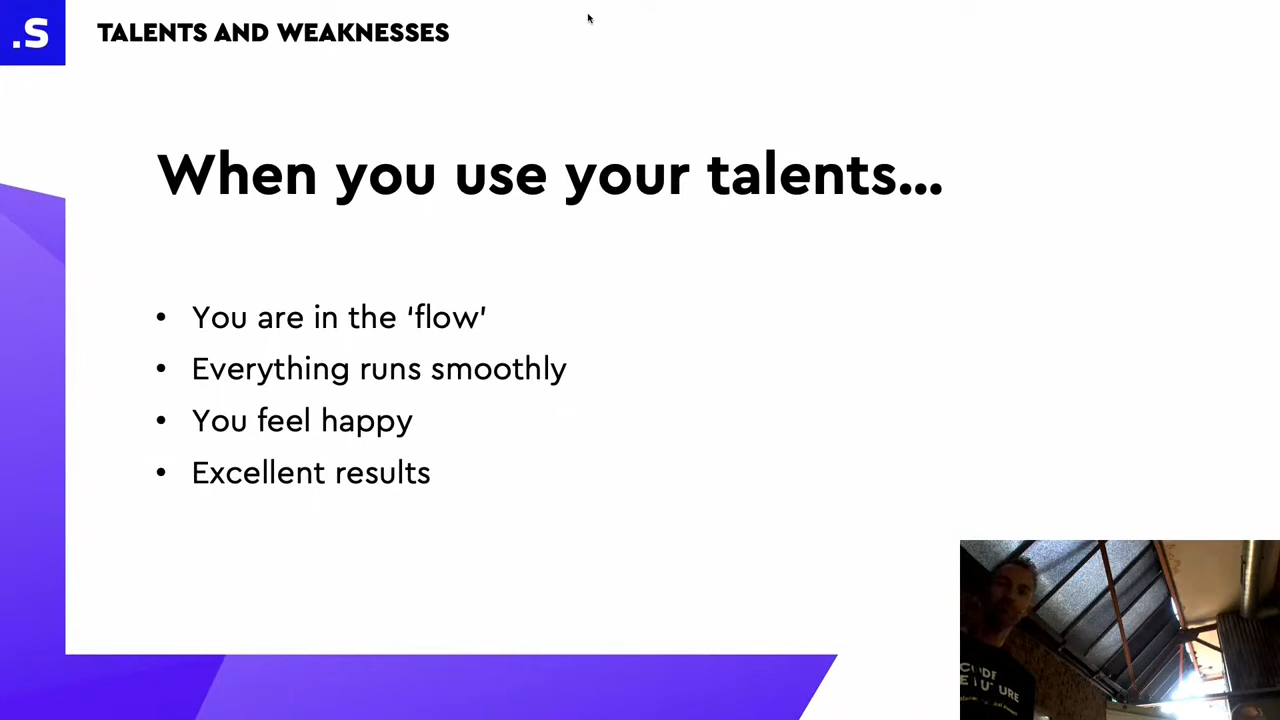 .S
TALENTS AND WEAKNESSES
When you use your talents...
• You are in the ‘flow’
• Everything runs smoothly
• You feel happy
• Excellent results